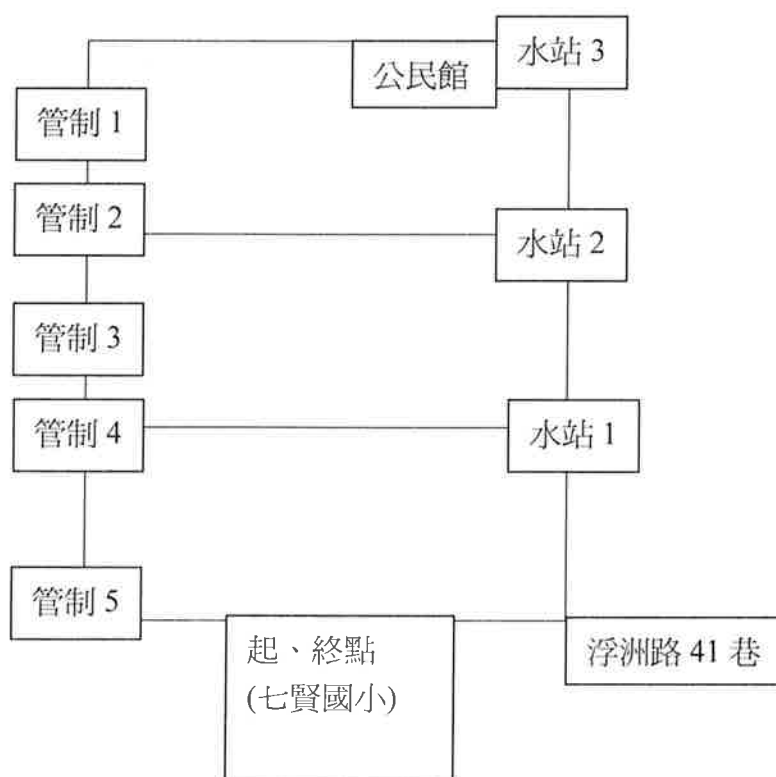 水站 3
公民館
管制 1
管制 2
水站 2
管制 3
管制 4
水站 1
管制 5
起、終點
(七賢國小)
浮洲路 41 巷